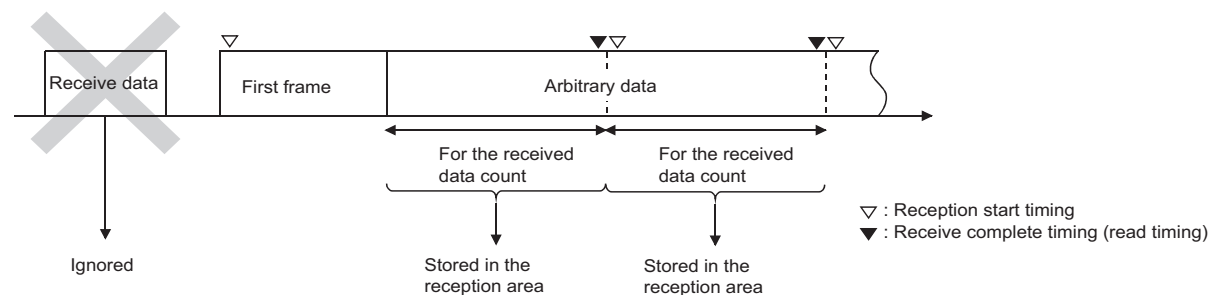 Receive data
First frame
Arbitrary data
For the received
data count
For the received
data count
▽ : Reception start timing
▼ : Receive complete timing (read timing)
Ignored
Stored in the
reception area
Stored in the
reception area